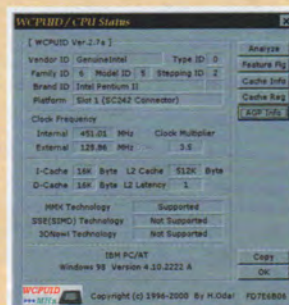 WCPUID / CPU Status
[ WCPUID Ver.2.7a ]
Vendor ID GenuineIntel Type ID 0
Family ID 6 Model ID 5 Stepping ID 2
Brand ID Intel Pentium II
Platform Slot 1 (SC242 Connector)
Clock Frequency
Internal 451.01 MHz Clock Multiplier
External 128.86 MHz 3.5
I-Cache 16K Byte L2 Cache 512K Byte
D-Cache 16K Byte L2 Latency 1
MMX Technology Supported
SSE(SIMD) Technology Not Supported
3DNow! Technology Not Supported
IBM PC/AT
Windows 98 Version 4.10.2222 A
WCPUID
Copyright (c) 1996-2000 By H.Oda! FD7E6B08
Analyze
Feature Flg
Cache Info
Cache Reg
AGP Info
Copy
OK